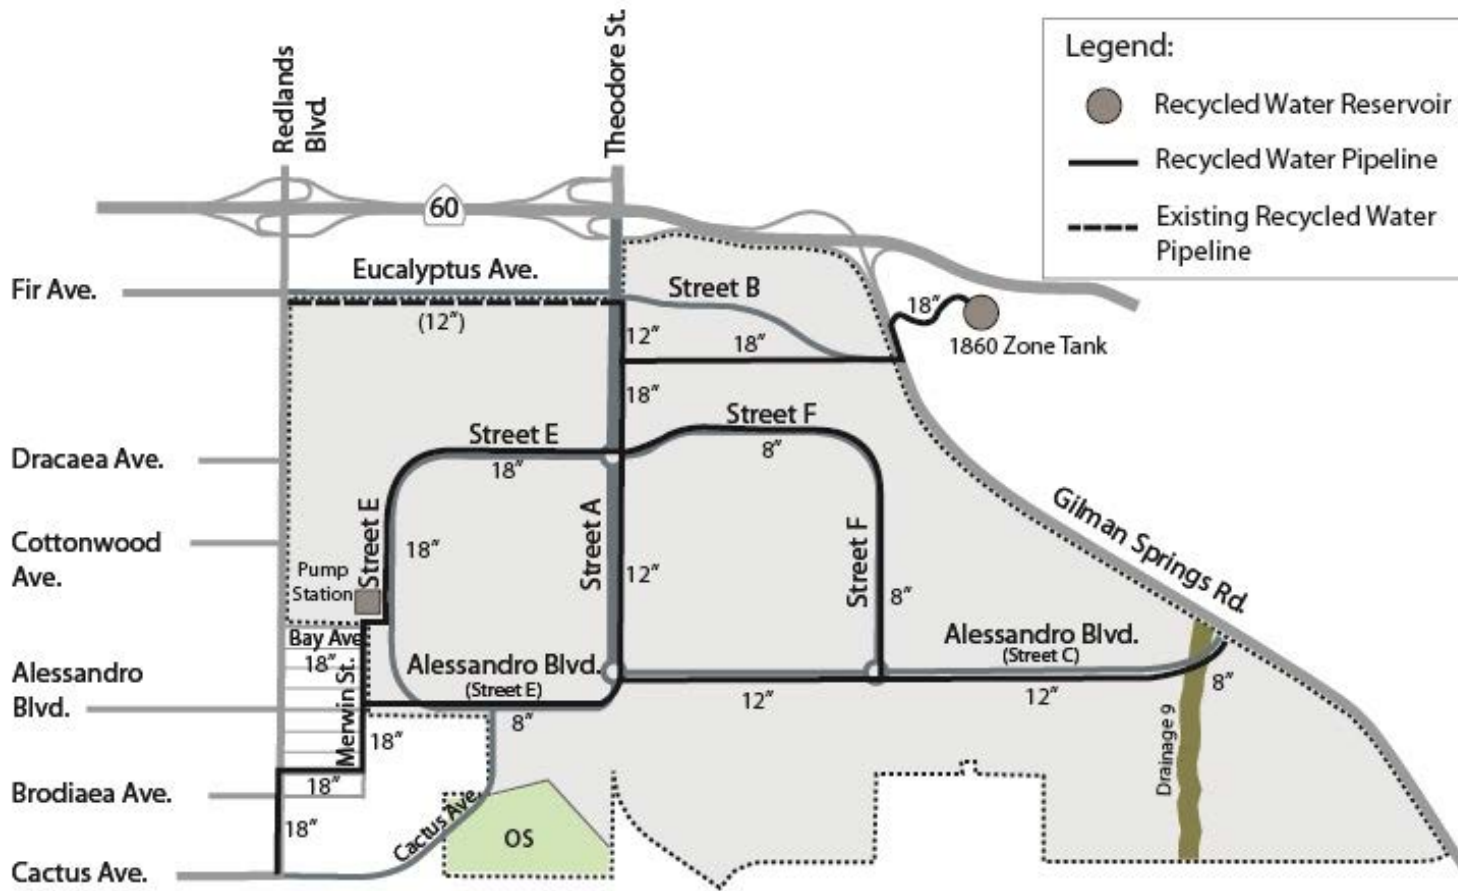 Redlands
Blvd.
Theodore St.
Legend:
Recycled Water Reservoir
Recycled Water Pipeline
Existing Recycled Water
Pipeline
60
Fir Ave.
Eucalyptus Ave.
(12")
Street B
12"
18"
18"
18"
1860 Zone Tank
Dracaea Ave.
Street E
18"
Street F
8"
Cottonwood
Ave.
Street E
18"
Street A
12"
Street F
8"
Gilman Springs Rd.
Pump
Station
Bay Ave
18"
Merwin St.
Alessandro
Blvd.
Alessandro Blvd.
(Street E)
8"
Alessandro Blvd.
(Street C)
12"
12"
8"
18"
Drainage 9
Brodiaea Ave.
18"
18"
Cactus Ave.
OS
Cactus Ave.